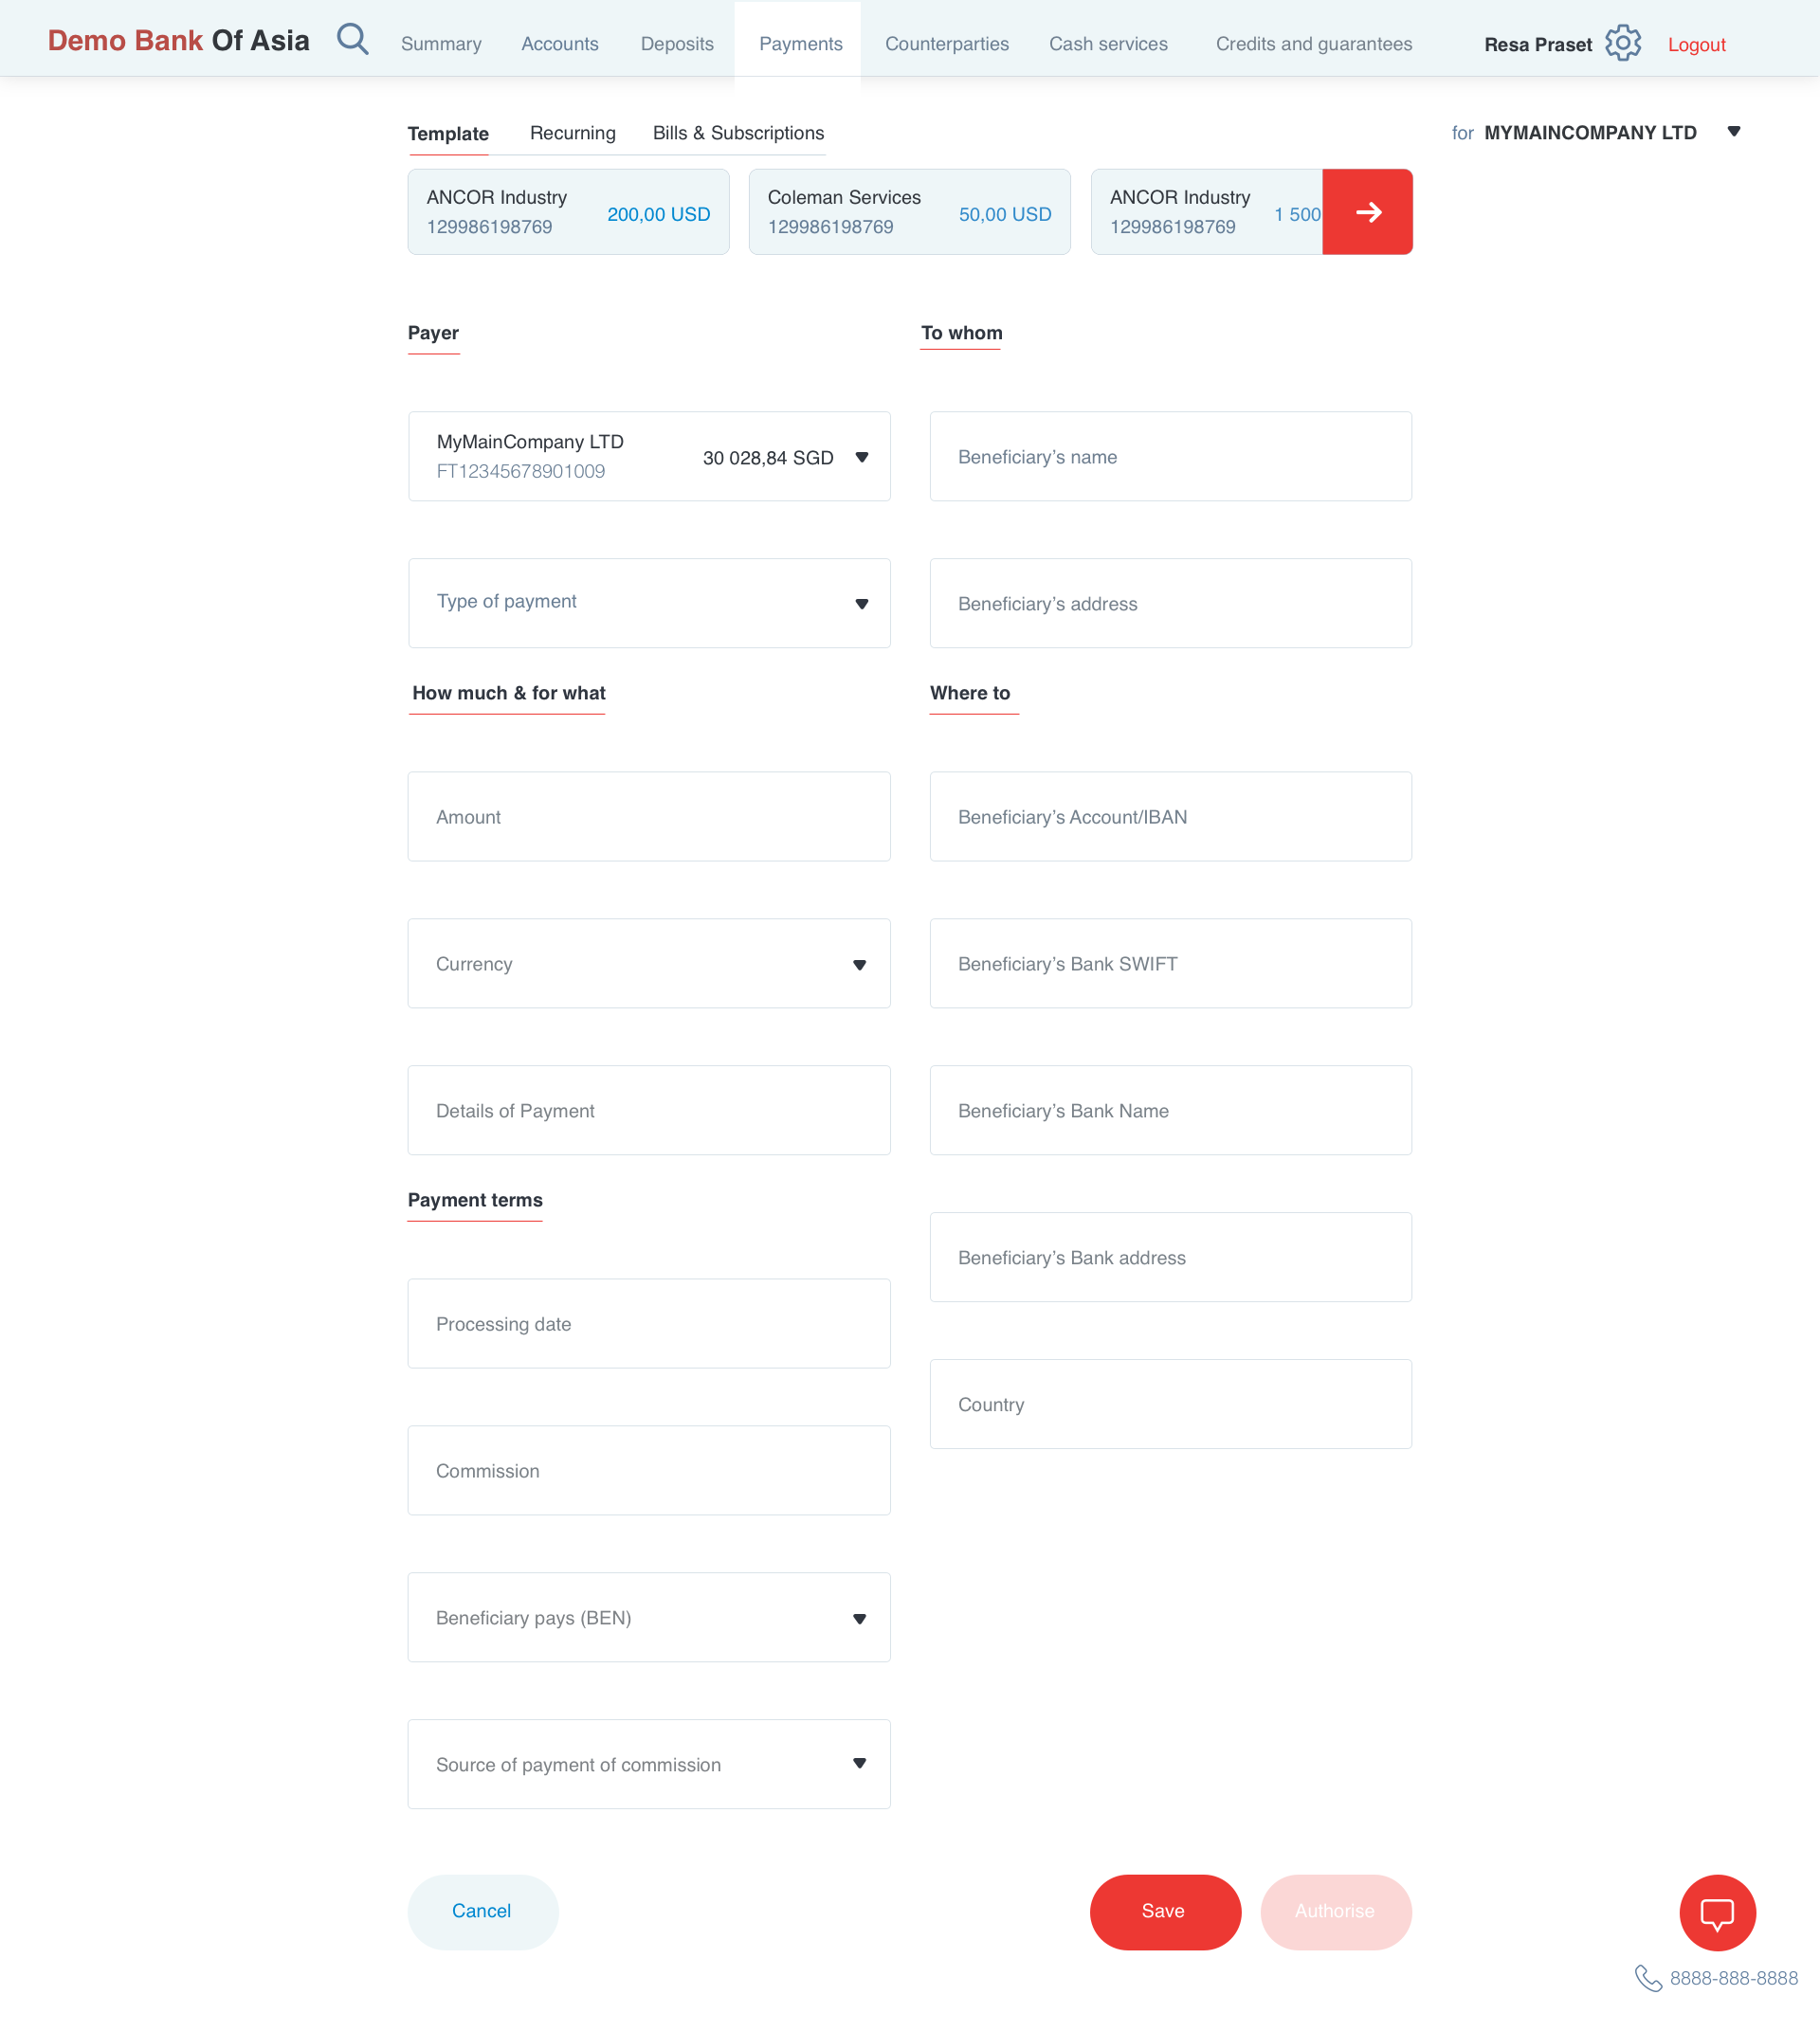 Demo Bank Of Asia
Summary
Accounts
Deposits
Payments
Counterparties
Cash services
Credits and guarantees
Resa Praset
Logout
Template
Recurring
Bills & Subscriptions
for MYMAINCOMPANY LTD
ANCOR Industry
129986198769
200,00 USD
Coleman Services
129986198769
50,00 USD
ANCOR Industry
129986198769
1 500
Payer
MyMainCompany LTD
FT12345678901009
30 028,84 SGD
Type of payment
To whom
Beneficiary’s name
Beneficiary’s address
How much & for what
Amount
Currency
Details of Payment
Where to
Beneficiary’s Account/IBAN
Beneficiary’s Bank SWIFT
Beneficiary’s Bank Name
Beneficiary’s Bank address
Country
Payment terms
Processing date
Commission
Beneficiary pays (BEN)
Source of payment of commission
Cancel
Save
Authorise
8888-888-8888